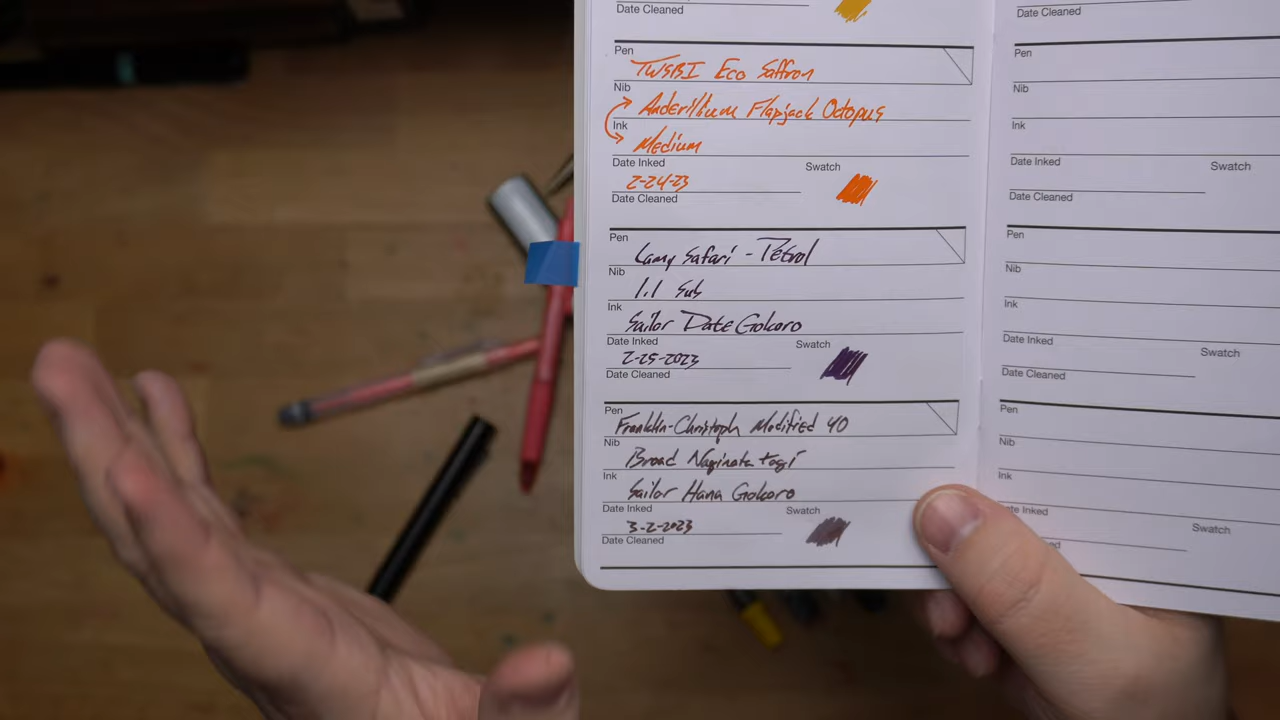 Date Cleaned
Pen
TWSBI Eco Saffron
Nib
Anderillium Flapjack Octopus
Ink
Medium
Date Inked
Swatch
2-24-23
Date Cleaned
Pen
Lamy Safari - Petrol
Nib
1.1 Sub
Ink
Sailor Date Gokoro
Date Inked
Swatch
2-25-2023
Date Cleaned
Pen
Franklin-Christoph Modified 40
Nib
Broad Naginata togi
Ink
Sailor Hana Gokoro
Date Inked
Swatch
3-2-2023
Date Cleaned
Date Cleaned
Pen
Nib
Ink
Date Inked
Swatch
Date Cleaned
Pen
Nib
Ink
Date Inked
Swatch
Date Cleaned
Pen
Nib
Ink
Inked
Swatch